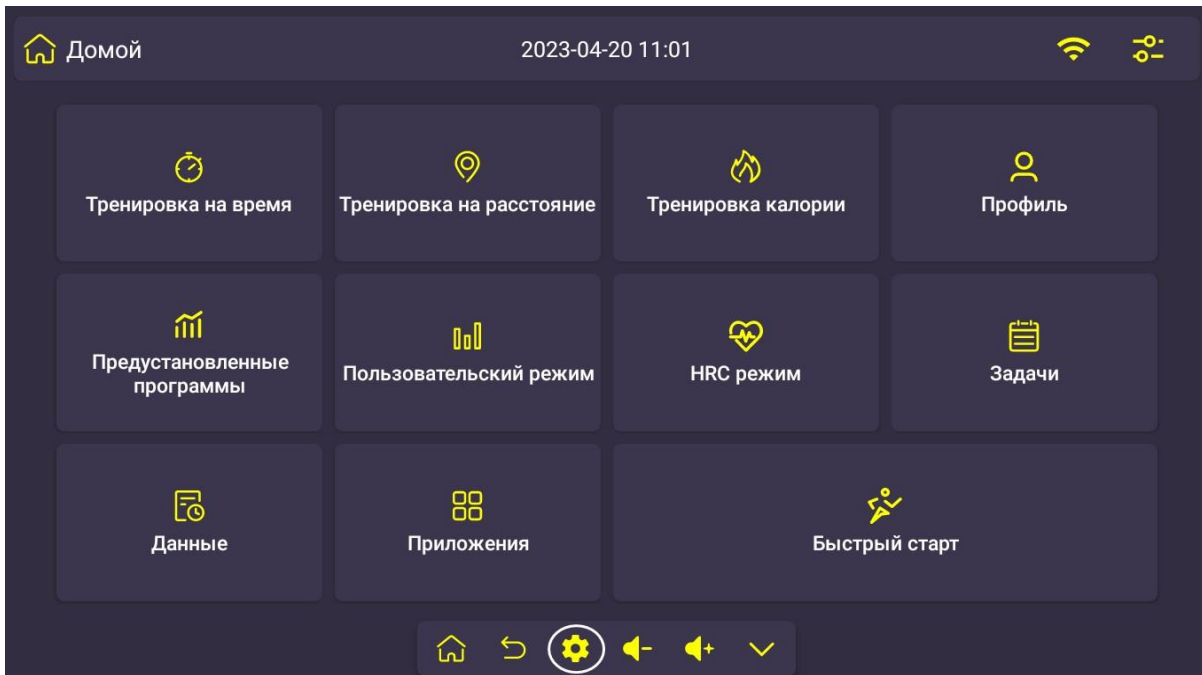 Домой
2023-04-20 11:01
Тренировка на время
Тренировка на расстояние
Тренировка калории
Профиль
Предустановленные
программы
Пользовательский режим
HRC режим
Задачи
Данные
Приложения
Быстрый старт